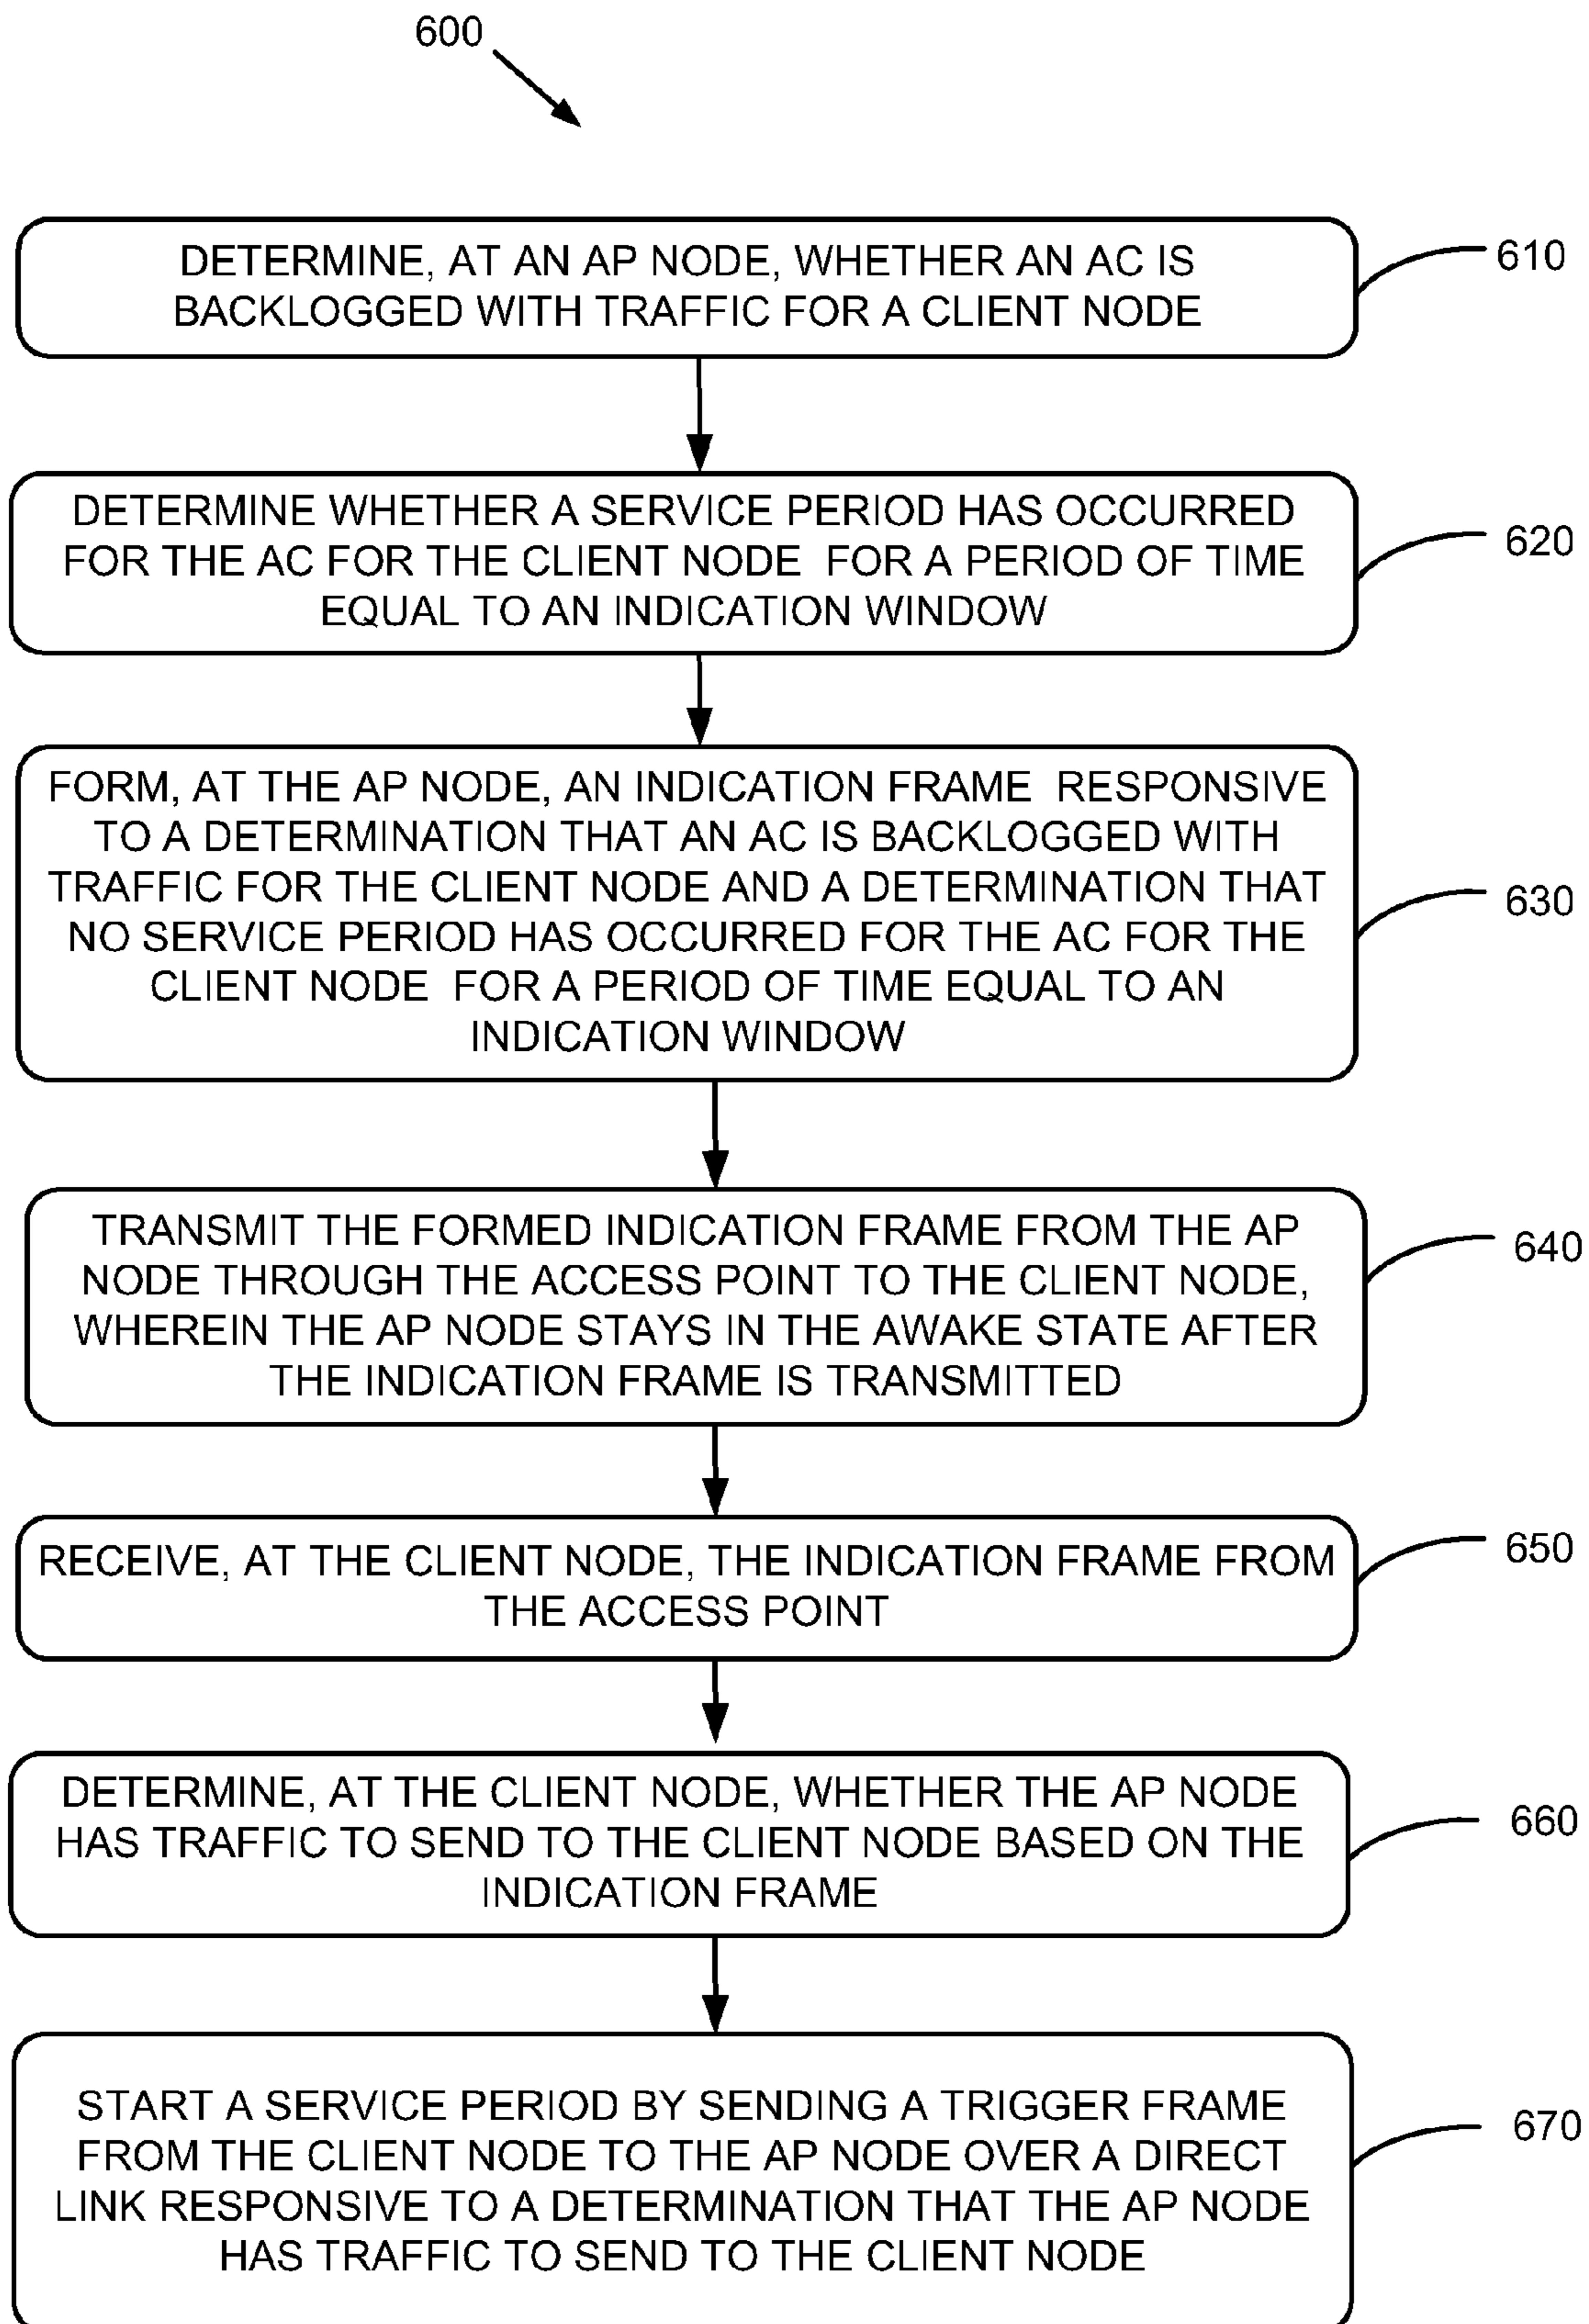 600
DETERMINE, AT AN AP NODE, WHETHER AN AC IS
BACKLOGGED WITH TRAFFIC FOR A CLIENT NODE
610
DETERMINE WHETHER A SERVICE PERIOD HAS OCCURRED
FOR THE AC FOR THE CLIENT NODE FOR A PERIOD OF TIME
EQUAL TO AN INDICATION WINDOW
620
FORM, AT THE AP NODE, AN INDICATION FRAME RESPONSIVE
TO A DETERMINATION THAT AN AC IS BACKLOGGED WITH
TRAFFIC FOR THE CLIENT NODE AND A DETERMINATION THAT
NO SERVICE PERIOD HAS OCCURRED FOR THE AC FOR THE
CLIENT NODE FOR A PERIOD OF TIME EQUAL TO AN
INDICATION WINDOW
630
TRANSMIT THE FORMED INDICATION FRAME FROM THE AP
NODE THROUGH THE ACCESS POINT TO THE CLIENT NODE,
WHEREIN THE AP NODE STAYS IN THE AWAKE STATE AFTER
THE INDICATION FRAME IS TRANSMITTED
640
RECEIVE, AT THE CLIENT NODE, THE INDICATION FRAME FROM
THE ACCESS POINT
650
DETERMINE, AT THE CLIENT NODE, WHETHER THE AP NODE
HAS TRAFFIC TO SEND TO THE CLIENT NODE BASED ON THE
INDICATION FRAME
660
START A SERVICE PERIOD BY SENDING A TRIGGER FRAME
FROM THE CLIENT NODE TO THE AP NODE OVER A DIRECT
LINK RESPONSIVE TO A DETERMINATION THAT THE AP NODE
HAS TRAFFIC TO SEND TO THE CLIENT NODE
670